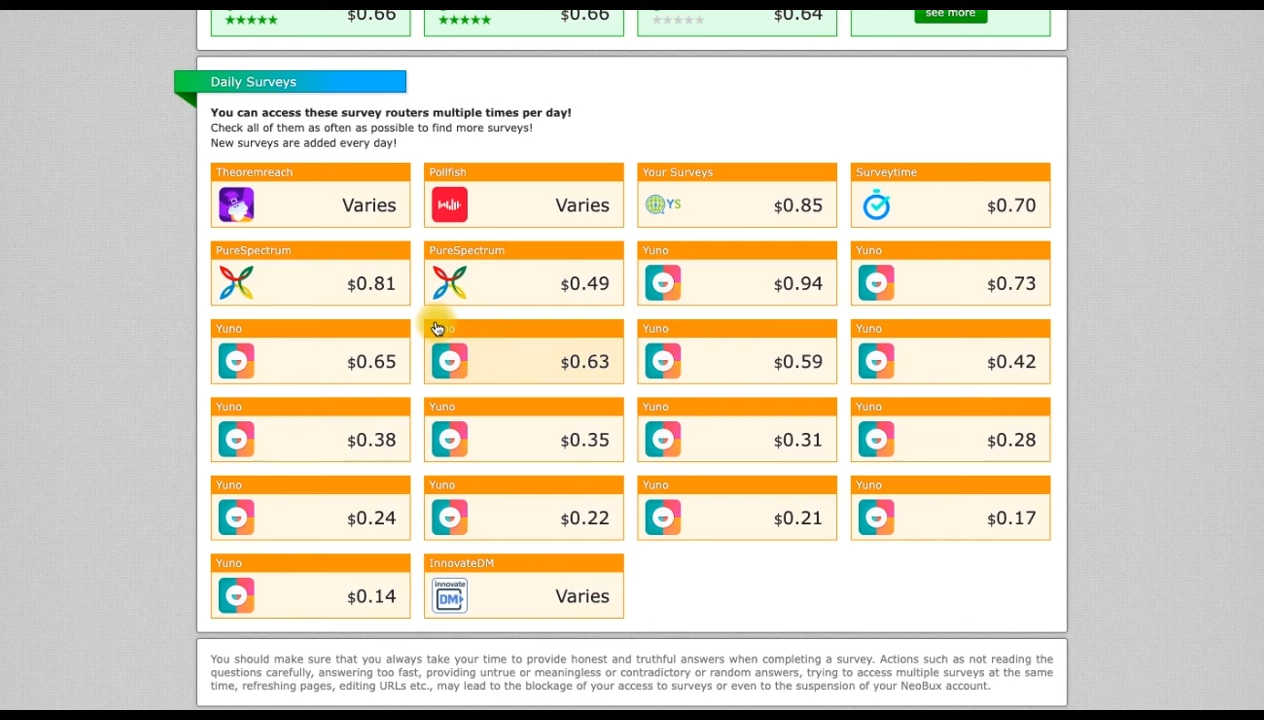 $0.66
$0.66
$0.64
see more
Daily Surveys
You can access these survey routers multiple times per day!
Check all of them as often as possible to find more surveys!
New surveys are added every day!
Theoremreach
Varies
Pollfish
Varies
Your Surveys
YS
$0.85
Surveytime
$0.70
PureSpectrum
$0.81
PureSpectrum
$0.49
Yuno
$0.94
Yuno
$0.73
Yuno
$0.65
Yuno
$0.63
Yuno
$0.59
Yuno
$0.42
Yuno
$0.38
Yuno
$0.35
Yuno
$0.31
Yuno
$0.28
Yuno
$0.24
Yuno
$0.22
Yuno
$0.21
Yuno
$0.17
Yuno
$0.14
InnovateDM
innovate
DM
Varies
You should make sure that you always take your time to provide honest and truthful answers when completing a survey. Actions such as not reading the
questions carefully, answering too fast, providing untrue or meaningless or contradictory or random answers, trying to access multiple surveys at the same
time, refreshing pages, editing URLs etc., may lead to the blockage of your access to surveys or even to the suspension of your NeoBux account.